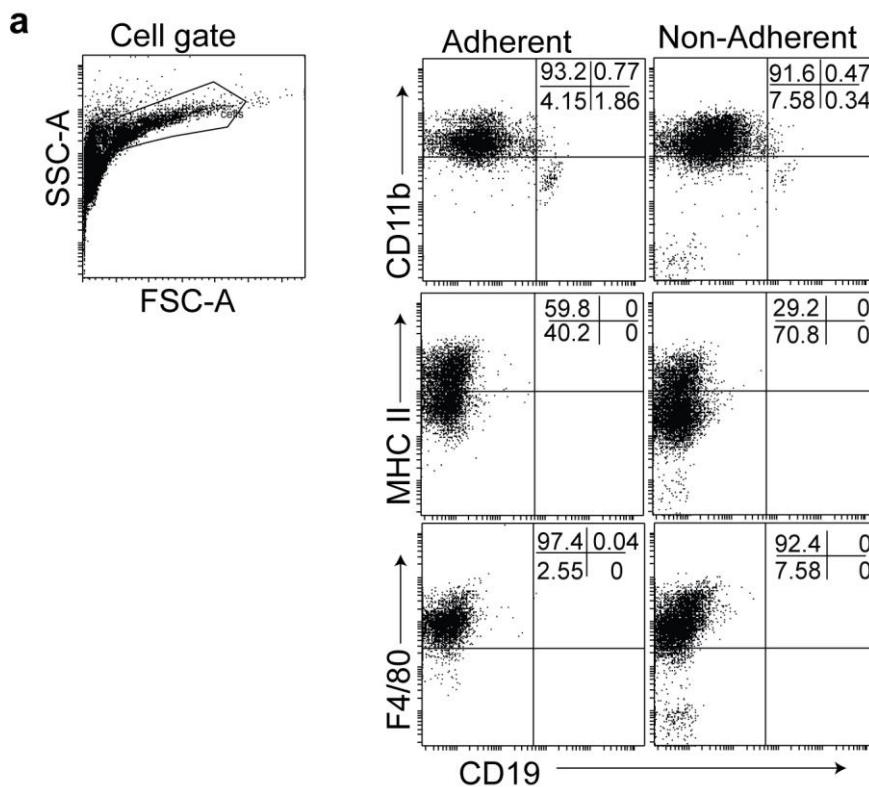 a
Cell gate
SSC-A
cells
FSC-A
Adherent
Non-Adherent
CD11b
93.2 0.77
4.15 1.86
91.6 0.47
7.58 0.34
MHC II
59.8 0
40.2 0
29.2 0
70.8 0
F4/80
97.4 0.04
2.55 0
92.4 0
7.58 0
CD19